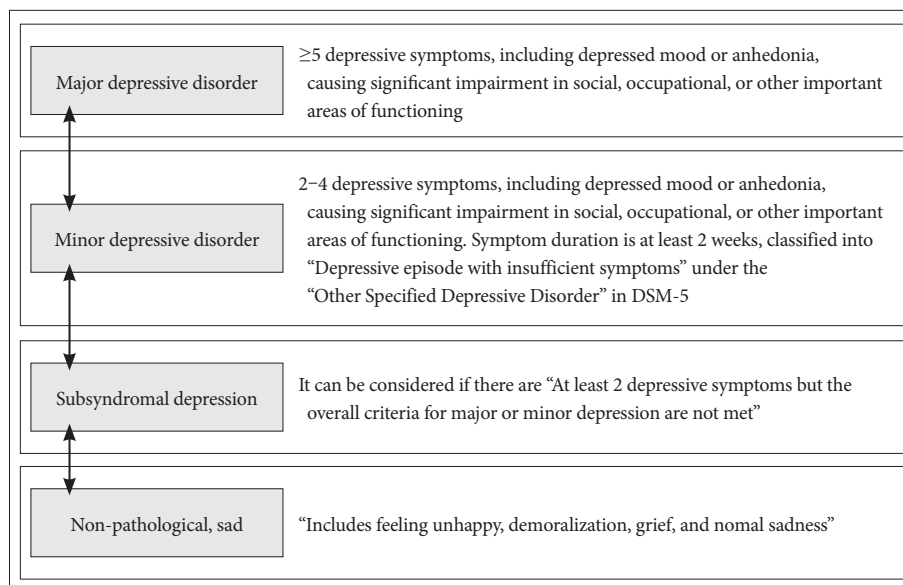 Major depressive disorder
≥5 depressive symptoms, including depressed mood or anhedonia,
causing significant impairment in social, occupational, or other important
areas of functioning
Minor depressive disorder
2–4 depressive symptoms, including depressed mood or anhedonia,
causing significant impairment in social, occupational, or other important
areas of functioning. Symptom duration is at least 2 weeks, classified into
“Depressive episode with insufficient symptoms” under the
“Other Specified Depressive Disorder” in DSM-5
Subsyndromal depression
It can be considered if there are “At least 2 depressive symptoms but the
overall criteria for major or minor depression are not met”
Non-pathological, sad
“Includes feeling unhappy, demoralization, grief, and nomal sadness”